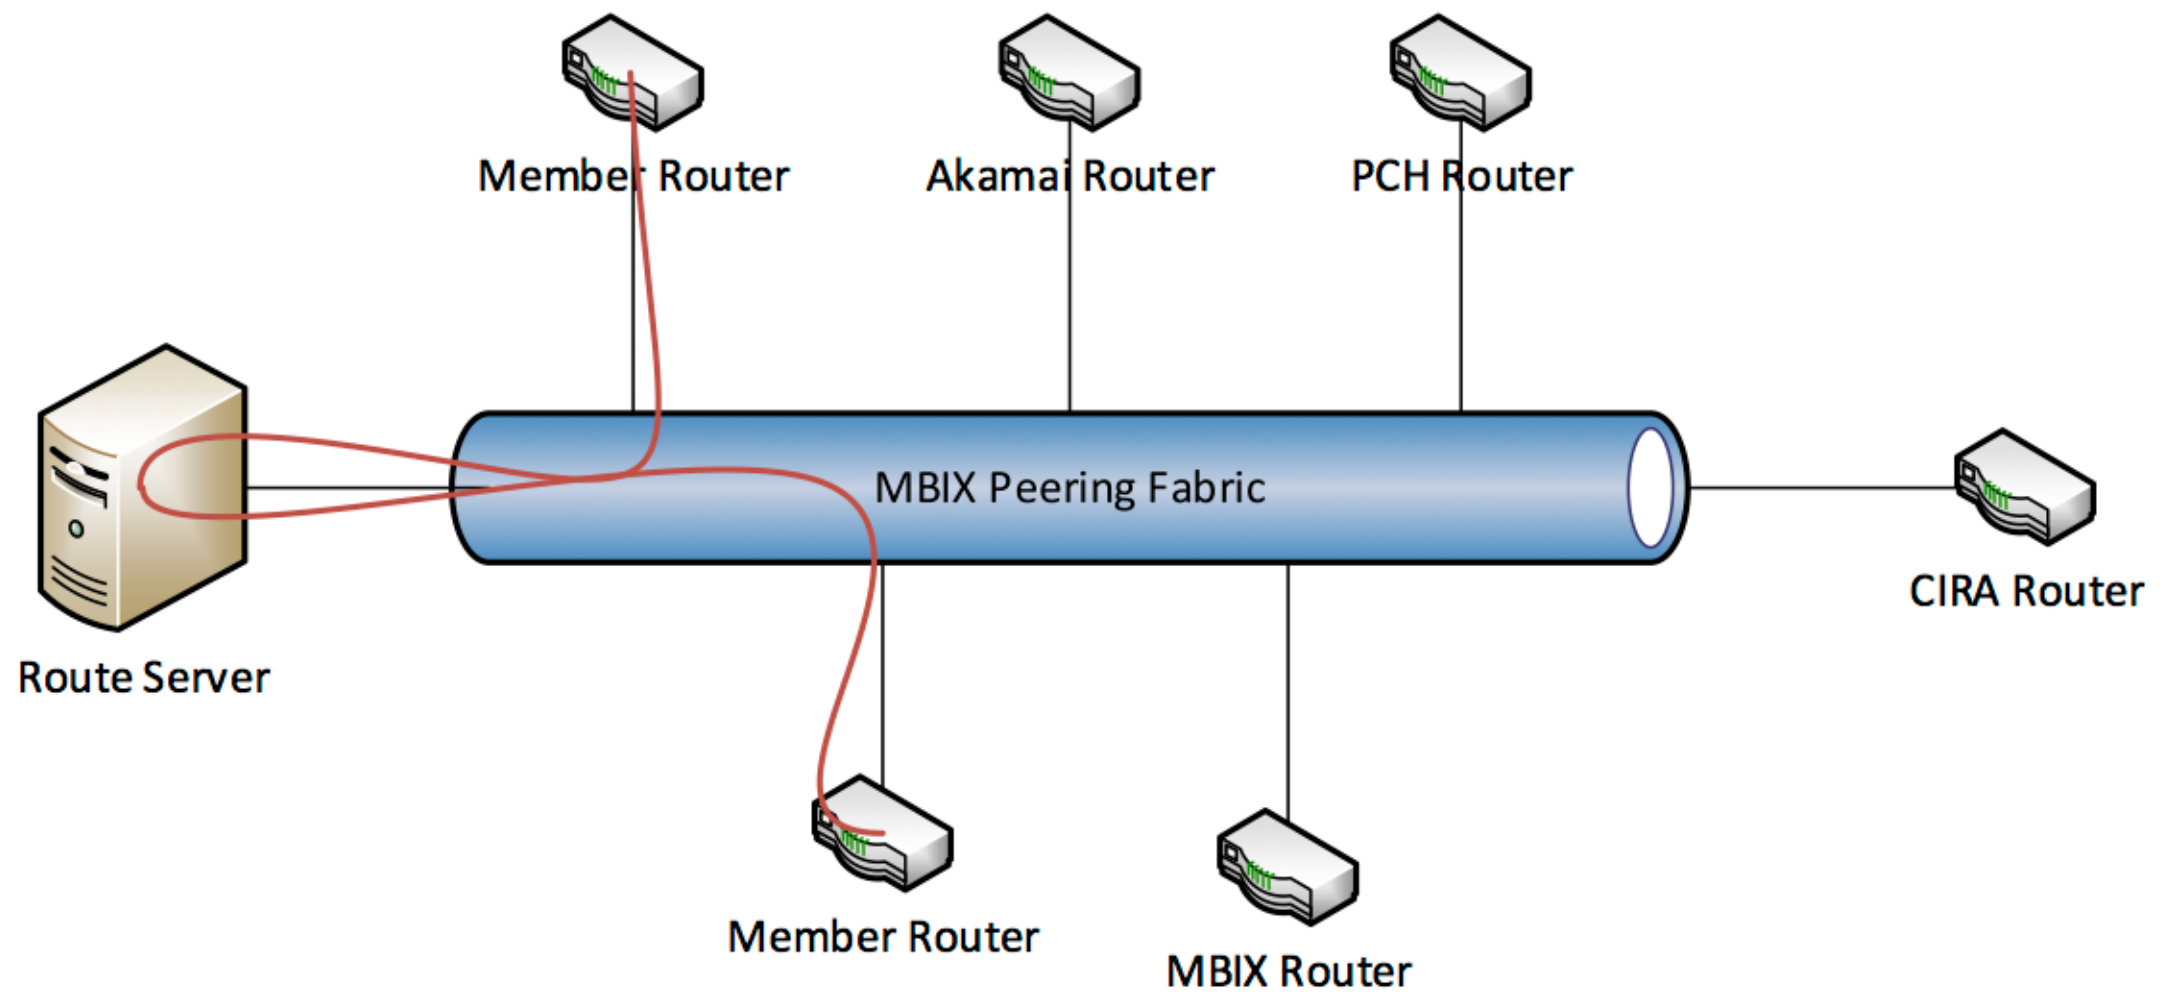 Member Router
Akamai Router
PCH Router
MBIX Peering Fabric
CIRA Router
Route Server
Member Router
MBIX Router